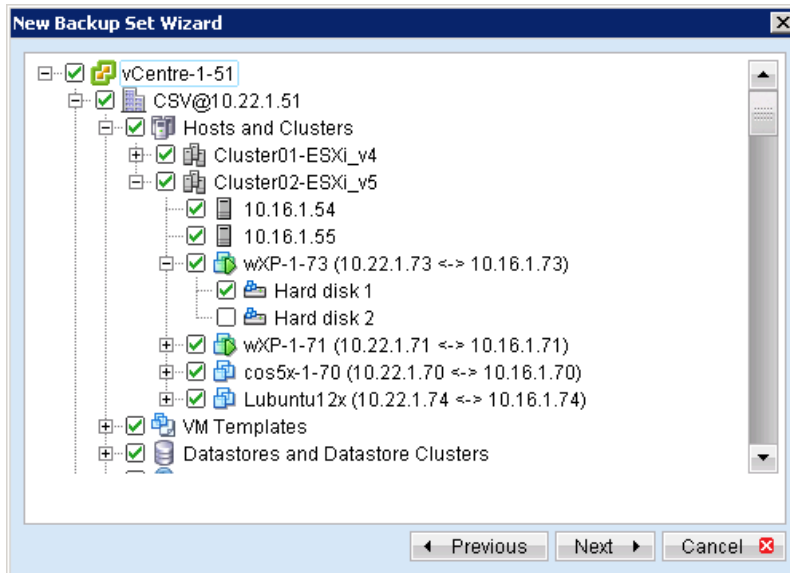 New Backup Set Wizard
vCentre-1-51
CSV@10.22.1.51
Hosts and Clusters
Cluster01-ESXi_v4
Cluster02-ESXi_v5
10.16.1.54
10.16.1.55
wXP-1-73 (10.22.1.73 <-> 10.16.1.73)
Hard disk 1
Hard disk 2
wXP-1-71 (10.22.1.71 <-> 10.16.1.71)
cos5x-1-70 (10.22.1.70 <-> 10.16.1.70)
Lubuntu12x (10.22.1.74 <-> 10.16.1.74)
VM Templates
Datastores and Datastore Clusters
Previous Next Cancel